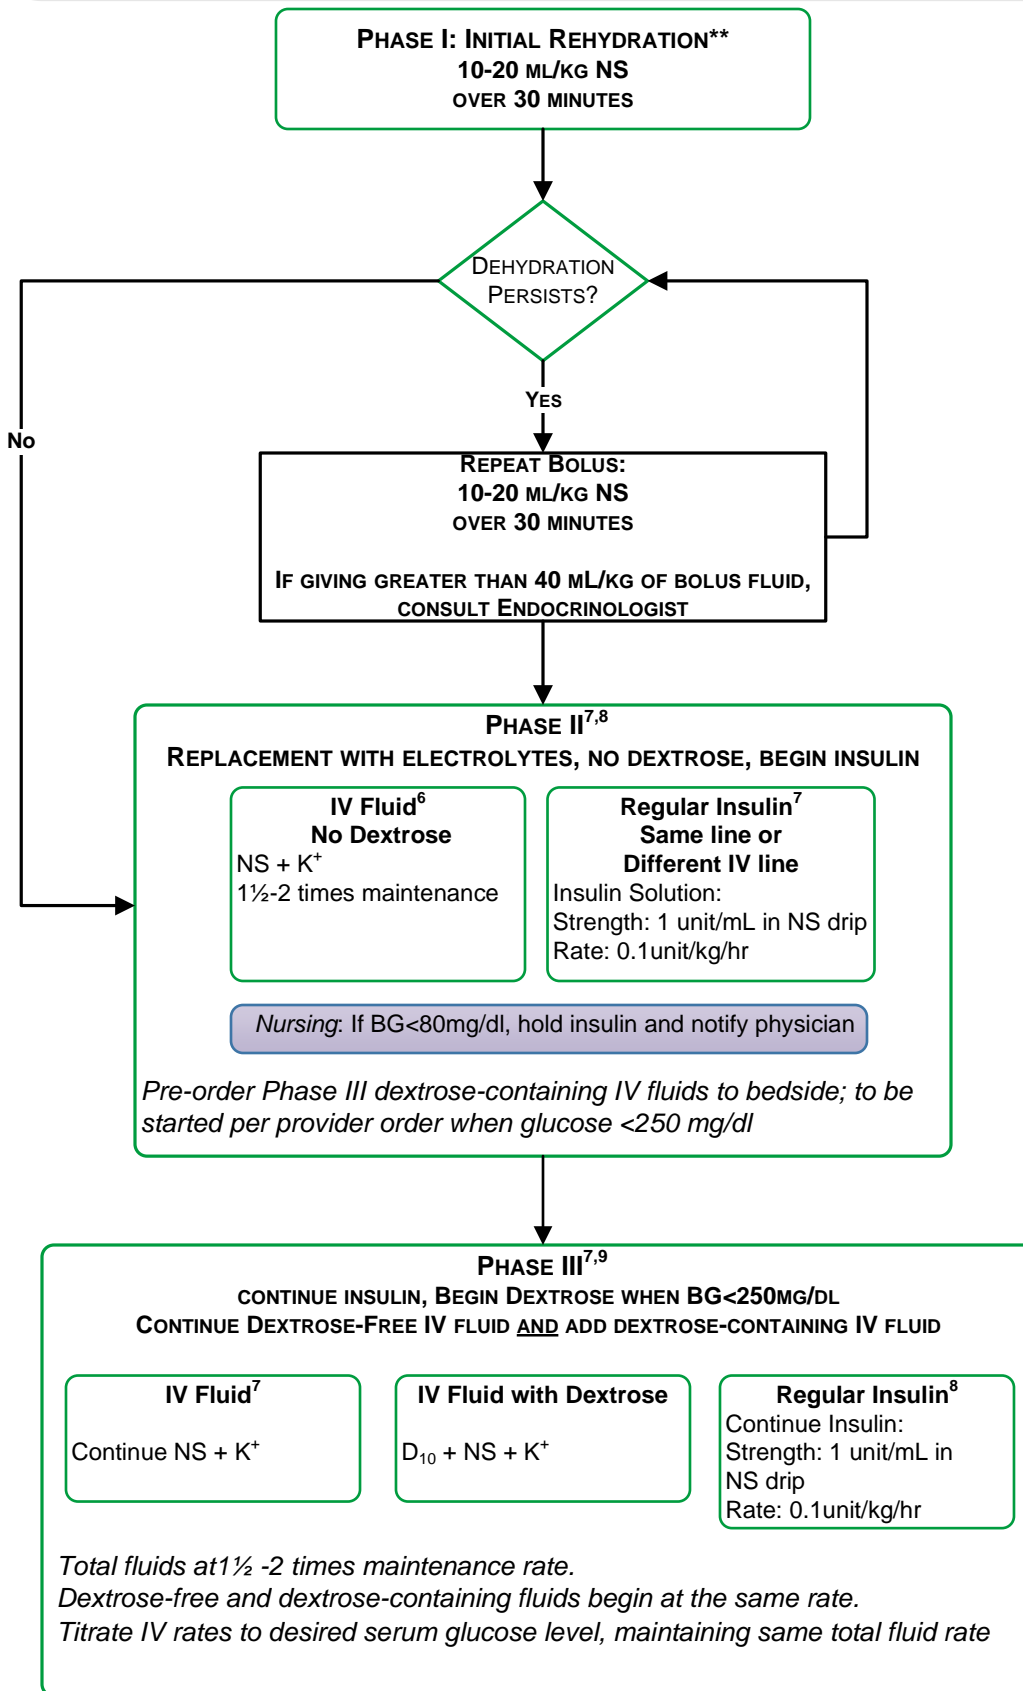 PHASE I: INITIAL REHYDRATION**
10-20 ML/KG NS
OVER 30 MINUTES
DEHYDRATION
PERSISTS?
YES
No
REPEAT BOLUS:
10-20 ML/KG NS
OVER 30 MINUTES
IF GIVING GREATER THAN 40 ML/KG OF BOLUS FLUID,
CONSULT ENDOCRINOLOGIST
PHASE II⁷,⁸
REPLACEMENT WITH ELECTROLYTES, NO DEXTROSE, BEGIN INSULIN
IV Fluid⁶
No Dextrose
NS + K⁺
1½-2 times maintenance
Regular Insulin⁷
Same line or
Different IV line
Insulin Solution:
Strength: 1 unit/mL in NS drip
Rate: 0.1unit/kg/hr
Nursing: If BG<80mg/dl, hold insulin and notify physician
Pre-order Phase III dextrose-containing IV fluids to bedside; to be
started per provider order when glucose <250 mg/dl
PHASE III⁷,⁹
CONTINUE INSULIN, BEGIN DEXTROSE WHEN BG<250MG/DL
CONTINUE DEXTROSE-FREE IV FLUID AND ADD DEXTROSE-CONTAINING IV FLUID
IV Fluid⁷
Continue NS + K⁺
IV Fluid with Dextrose
D₁₀ + NS + K⁺
Regular Insulin⁸
Continue Insulin:
Strength: 1 unit/mL in
NS drip
Rate: 0.1unit/kg/hr
Total fluids at1½ -2 times maintenance rate.
Dextrose-free and dextrose-containing fluids begin at the same rate.
Titrate IV rates to desired serum glucose level, maintaining same total fluid rate